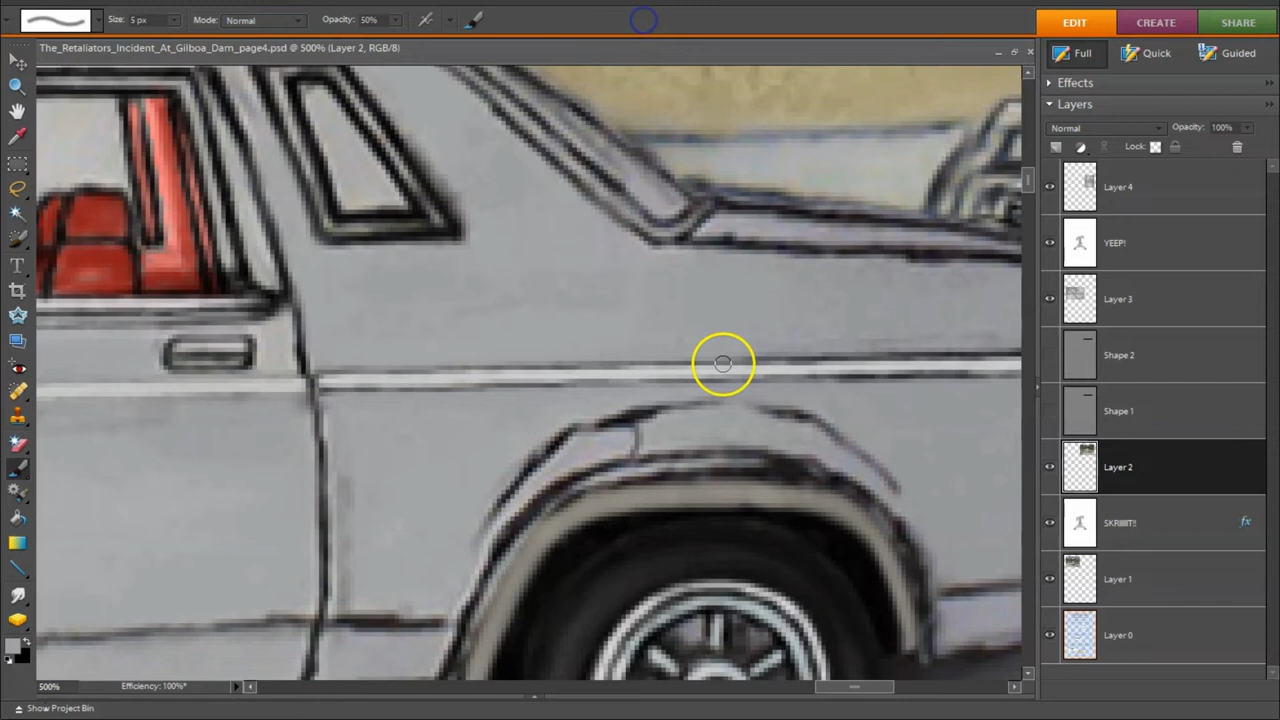 Size: 5 px Mode: Normal Opacity: 50% EDIT CREATE SHARE
The_Retaliators_Incident_At_Gilboa_Dam_page4.psd @ 500% (Layer 2, RGB/8)
Full Quick Guided
Effects
Layers
Normal Opacity: 100%
Lock:
Layer 4
YEEP!
Layer 3
Shape 2
Shape 1
Layer 2
SKRIIIIIT!! fx
Layer 1
Layer 0
500% Efficiency: 100%*
Show Project Bin